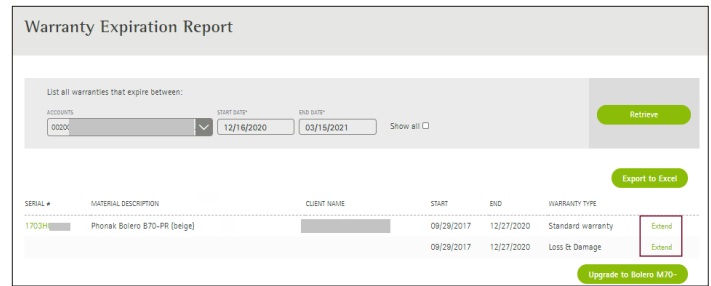 Warranty Expiration Report
List all warranties that expire between:
ACCOUNTS START DATE* END DATE*
0020 12/16/2020 03/15/2021 Show all Retrieve
Export to Excel
SERIAL # MATERIAL DESCRIPTION CLIENT NAME START END WARRANTY TYPE
1703H Phonak Bolero B70-PR (beige) 09/29/2017 12/27/2020 Standard warranty Extend
09/29/2017 12/27/2020 Loss & Damage Extend
Upgrade to Bolero M70-